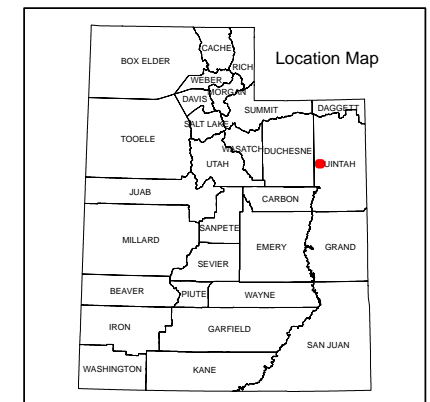 Location Map
CACHE
BOX ELDER
RICH
WEBER
MORGAN
DAVIS
SUMMIT
DAGGETT
SALT LAKE
TOOELE
WASATCH
DUCHESNE
UTAH
UINTAH
JUAB
CARBON
SANPETE
MILLARD
EMERY
GRAND
SEVIER
BEAVER
PIUTE
WAYNE
IRON
GARFIELD
SAN JUAN
WASHINGTON
KANE